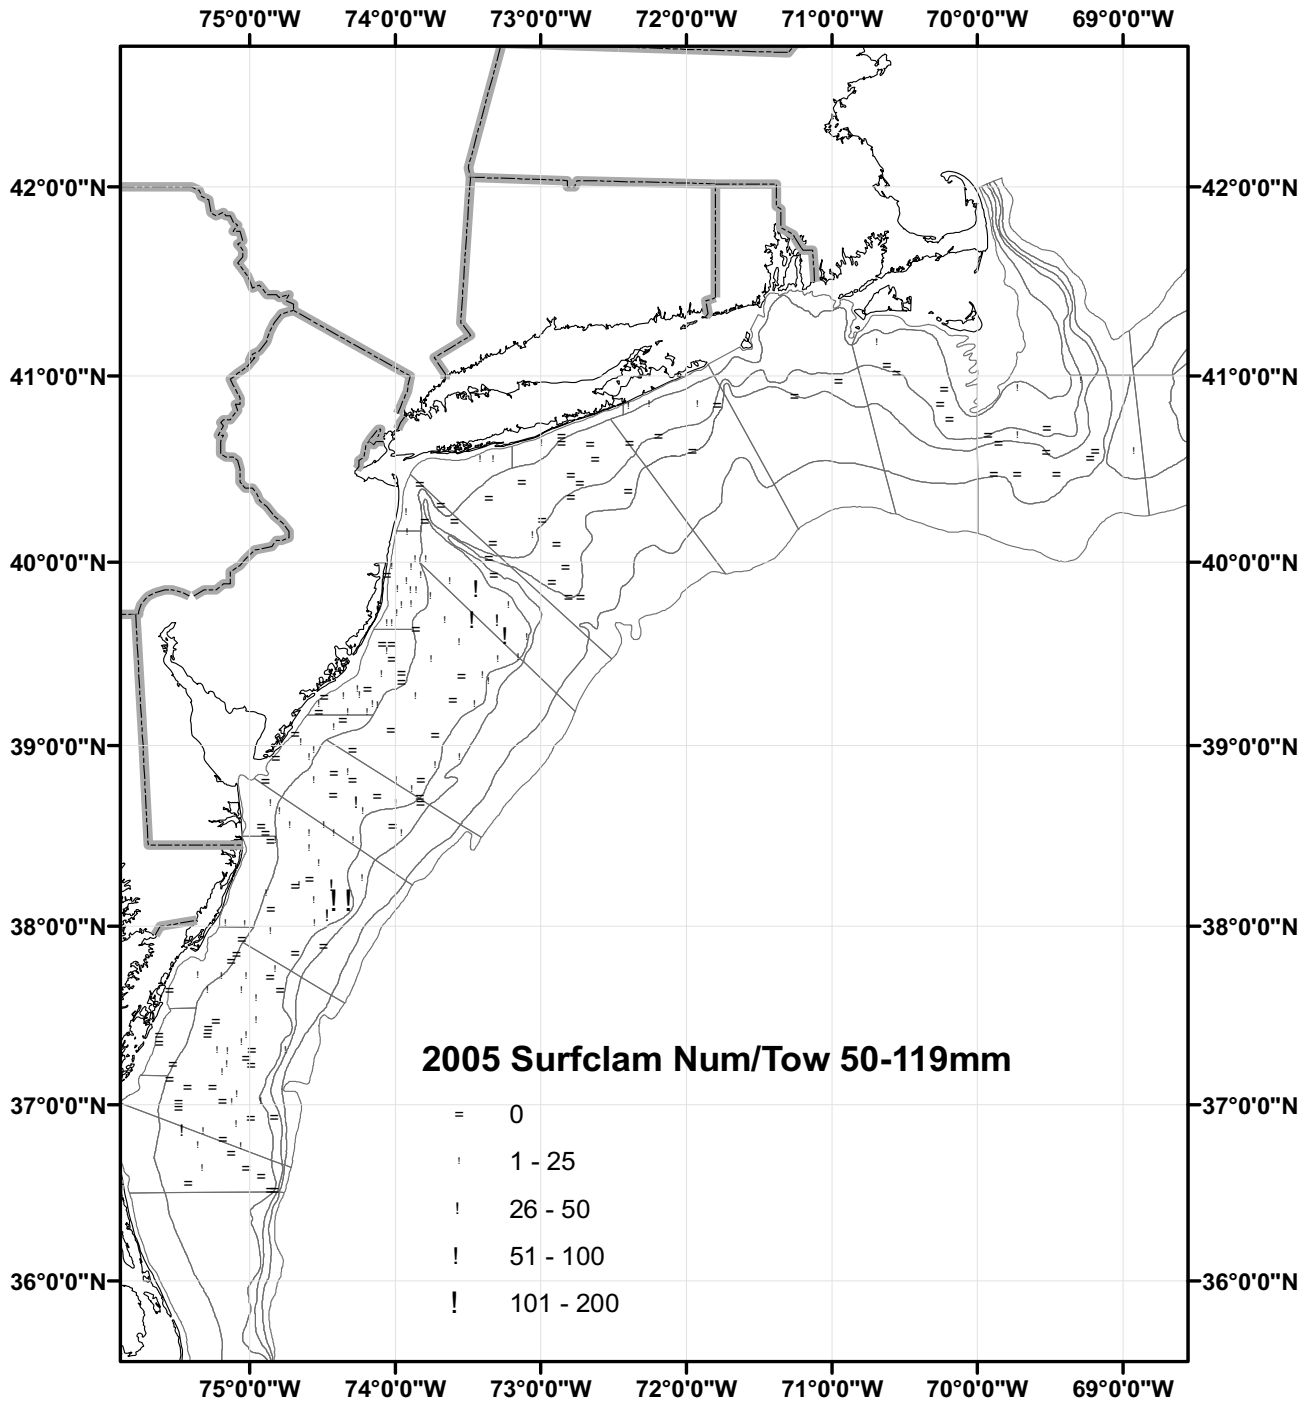 75°0'0"W 74°0'0"W 73°0'0"W 72°0'0"W 71°0'0"W 70°0'0"W 69°0'0"W
42°0'0"N 42°0'0"N
41°0'0"N 41°0'0"N
40°0'0"N 40°0'0"N
39°0'0"N 39°0'0"N
38°0'0"N 38°0'0"N
2005 Surfclam Num/Tow 50-119mm
37°0'0"N 37°0'0"N
= 0
! 1 - 25
! 26 - 50
! 51 - 100
36°0'0"N 36°0'0"N
! 101 - 200
75°0'0"W 74°0'0"W 73°0'0"W 72°0'0"W 71°0'0"W 70°0'0"W 69°0'0"W